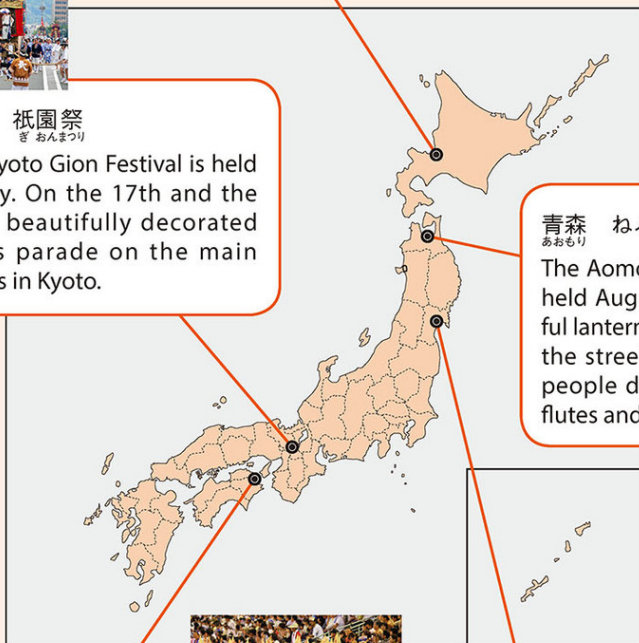 祇園祭
ぎ おんまつり
yoto Gion Festival is held
y. On the 17th and the
beautifully decorated
s parade on the main
s in Kyoto.
青森 ね
あおもり
The Aomo
held Aug
ful lantern
the stree
people d
flutes and